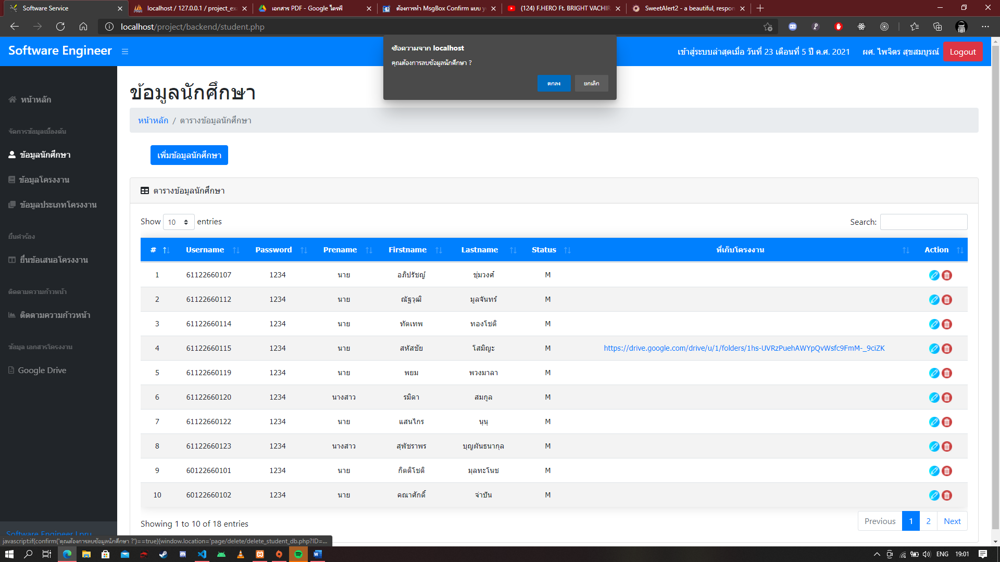 Software Service
localhost / 127.0.0.1 / project_ex
เอกสาร PDF - Google ไดรฟ์
ต้องการทำ MsgBox Confirm แบบ y
(124) F.HERO Ft. BRIGHT VACHIR
SweetAlert2 - a beautiful, respon
localhost/project/backend/student.php
Software Engineer
ข้อความจาก localhost
คุณต้องการลบข้อมูลนักศึกษา ?
ตกลง ยกเลิก
เข้าสู่ระบบล่าสุดเมื่อ วันที่ 23 เดือนที่ 5 ปี ค.ศ. 2021 ผศ. ไพจิตร สุขสมบูรณ์ Logout
หน้าหลัก
จัดการข้อมูลเบื้องต้น
ข้อมูลนักศึกษา
ข้อมูลโครงงาน
ข้อมูลประเภทโครงงาน
ยื่นคำร้อง
ยื่นข้อเสนอโครงงาน
ติดตามความก้าวหน้า
ติดตามความก้าวหน้า
ข้อมูล เอกสารโครงงาน
Google Drive
Software Engineer Lpru
ข้อมูลนักศึกษา
หน้าหลัก / ตารางข้อมูลนักศึกษา
เพิ่มข้อมูลนักศึกษา
ตารางข้อมูลนักศึกษา
Show 10 entries Search:
# Username Password Prename Firstname Lastname Status ที่เก็บโครงงาน Action
1 61122660107 1234 นาย อภิปรัชญ์ ชุ่มวงศ์ M
2 61122660112 1234 นาย ณัฐวุฒิ มูลจันทร์ M
3 61122660114 1234 นาย ทัตเทพ ทองโชติ M
4 61122660115 1234 นาย สหัสชัย โสมิญะ M https://drive.google.com/drive/u/1/folders/1hs-UVRzPuehAWYpQvWsfc9FmM-_9ciZK
5 61122660119 1234 นาย พยม พวงมาลา M
6 61122660120 1234 นางสาว รมิดา สมกูล M
7 61122660122 1234 นาย แสนไกร นุนุ M
8 61122660123 1234 นางสาว สุพัชราพร บุญผันธนากุล M
9 60122660101 1234 นาย กิตติโชติ มุลทะโนช M
10 60122660102 1234 นาย คณาศักดิ์ จ่าปัน M
Showing 1 to 10 of 18 entries
Previous 1 2 Next
javascript:if(confirm('คุณต้องการลบข้อมูลนักศึกษา ?')==true){window.location='page/delete/delete_student_db.php?ID=...
ENG 19:01